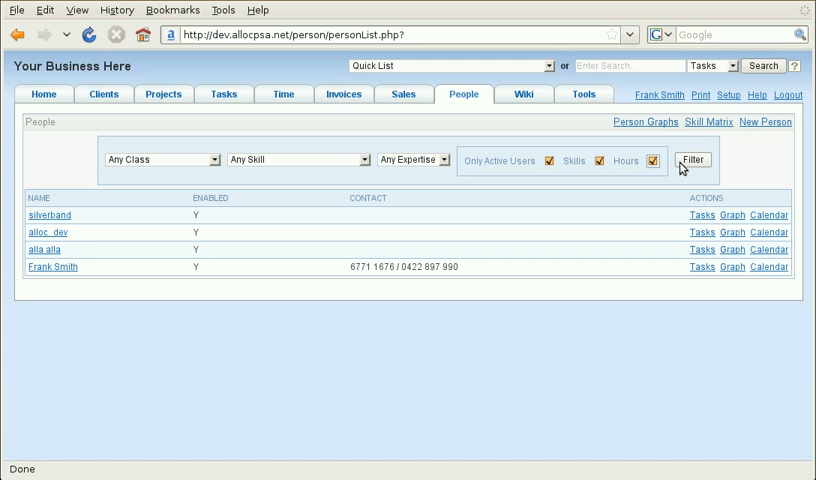 File Edit View History Bookmarks Tools Help
http://dev.allocpsa.net/person/personList.php? Google
Your Business Here Quick List or Enter Search... Tasks Search ?
Home Clients Projects Tasks Time Invoices Sales People Wiki Tools Frank Smith Print Setup Help Logout
People Person Graphs Skill Matrix New Person
Any Class Any Skill Any Expertise Only Active Users Skills Hours Filter
NAME ENABLED CONTACT ACTIONS
silverband Y Tasks Graph Calendar
alloc_dev Y Tasks Graph Calendar
alla alla Y Tasks Graph Calendar
Frank Smith Y 6771 1676 / 0422 897 990 Tasks Graph Calendar
Done